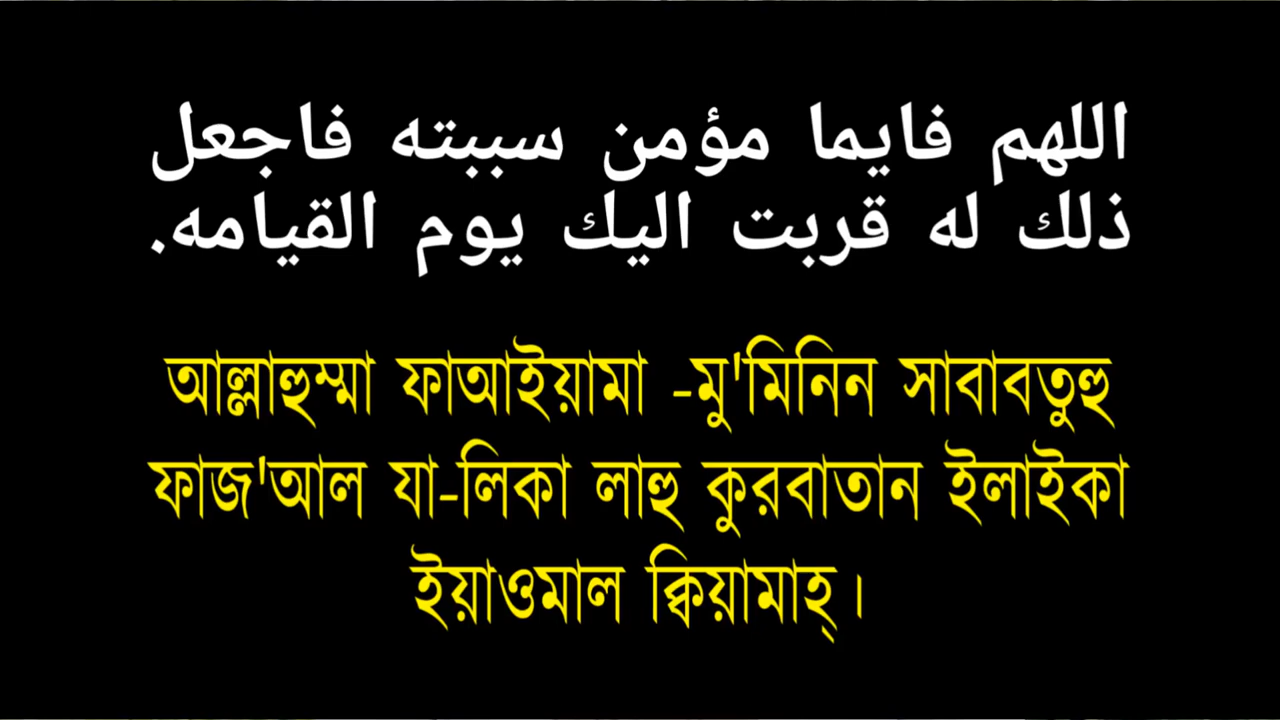 اللهم فايما مؤمن سببته فاجعل
ذلك له قربت اليك يوم القيامه.
আল্লাহুম্মা ফাআইয়ামা -মু'মিনিন সাবাবতুহু
ফাজ'আল যা-লিকা লাহু কুরবাতান ইলাইকা
ইয়াওমাল ক্বিয়ামাহ্।